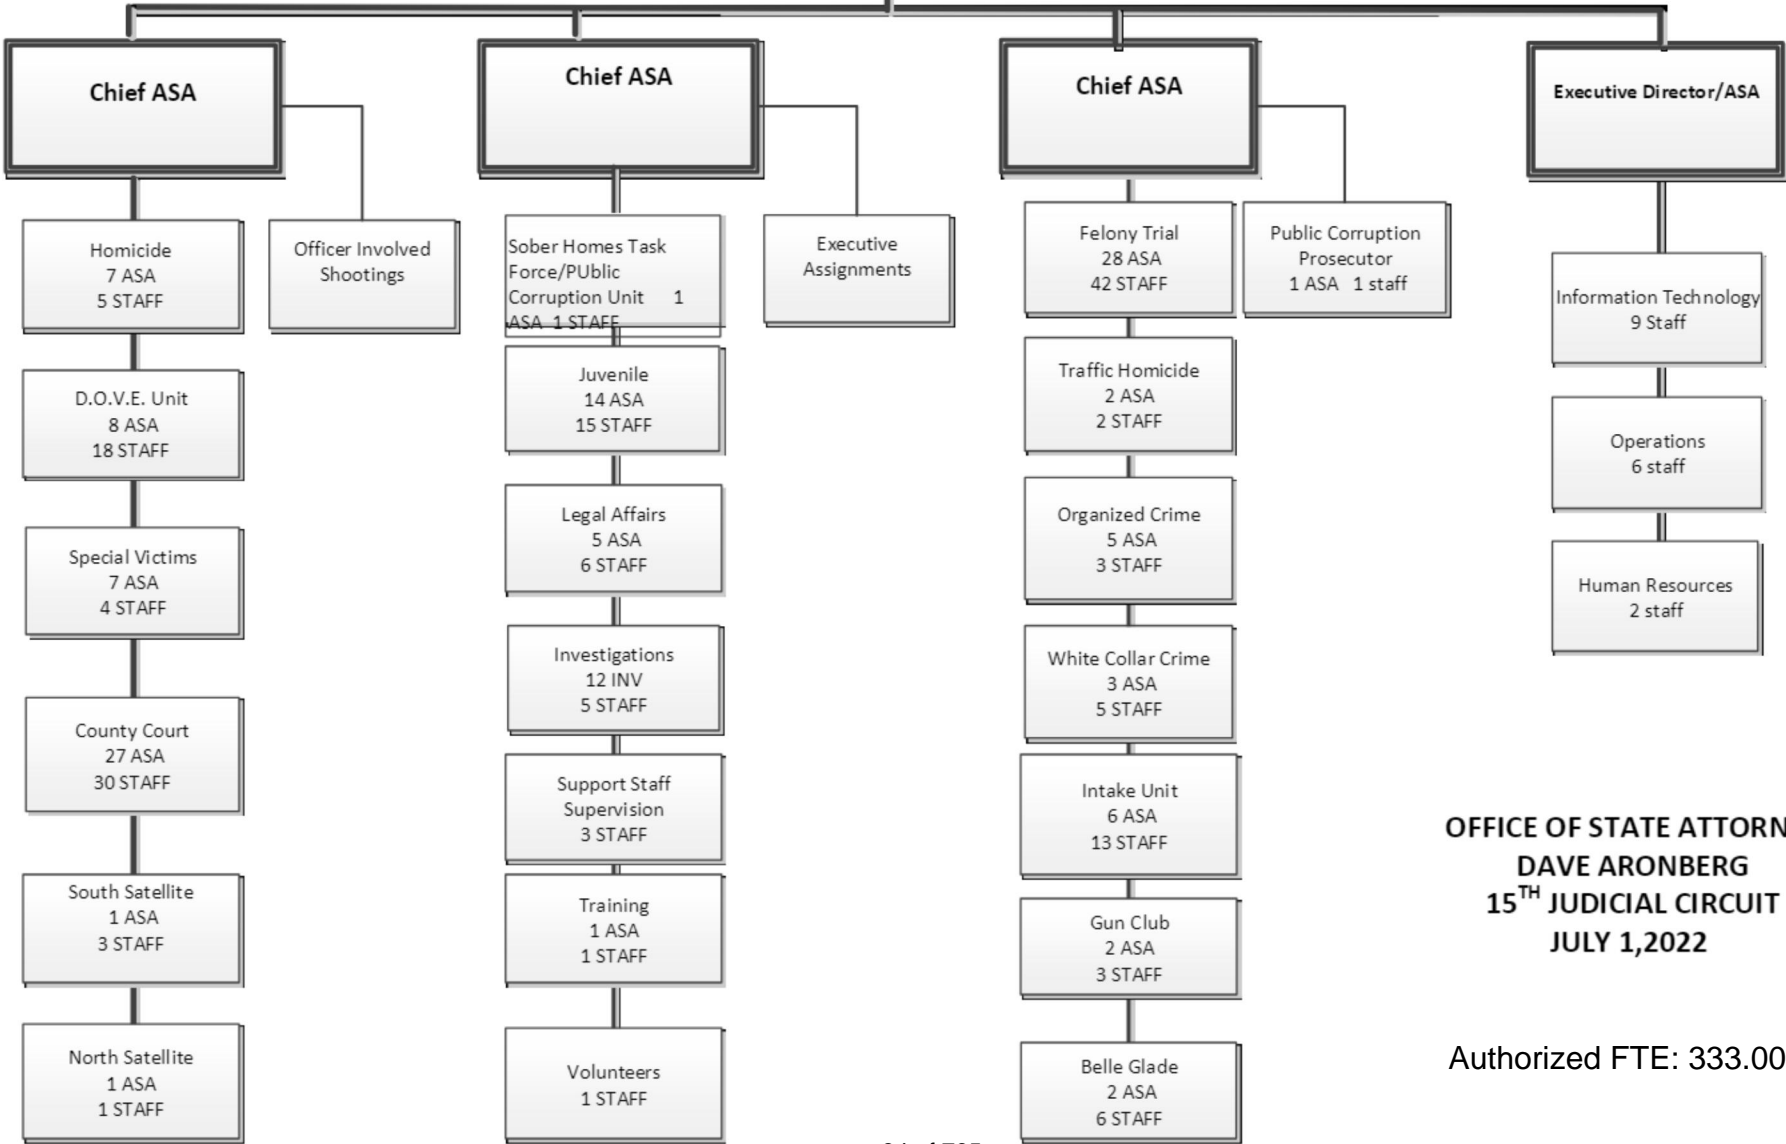 Chief ASA
Homicide
7 ASA
5 STAFF
Officer Involved
Shootings
D.O.V.E. Unit
8 ASA
18 STAFF
Special Victims
7 ASA
4 STAFF
County Court
27 ASA
30 STAFF
South Satellite
1 ASA
3 STAFF
North Satellite
1 ASA
1 STAFF
Chief ASA
Sober Homes Task
Force/PUblic
Corruption Unit 1
ASA 1 STAFF
Executive
Assignments
Juvenile
14 ASA
15 STAFF
Legal Affairs
5 ASA
6 STAFF
Investigations
12 INV
5 STAFF
Support Staff
Supervision
3 STAFF
Training
1 ASA
1 STAFF
Volunteers
1 STAFF
Chief ASA
Felony Trial
28 ASA
42 STAFF
Public Corruption
Prosecutor
1 ASA 1 staff
Traffic Homicide
2 ASA
2 STAFF
Organized Crime
5 ASA
3 STAFF
White Collar Crime
3 ASA
5 STAFF
Intake Unit
6 ASA
13 STAFF
Gun Club
2 ASA
3 STAFF
Belle Glade
2 ASA
6 STAFF
Executive Director/ASA
Information Technology
9 Staff
Operations
6 staff
Human Resources
2 staff
OFFICE OF STATE ATTORN
DAVE ARONBERG
15TH JUDICIAL CIRCUIT
JULY 1,2022
Authorized FTE: 333.00